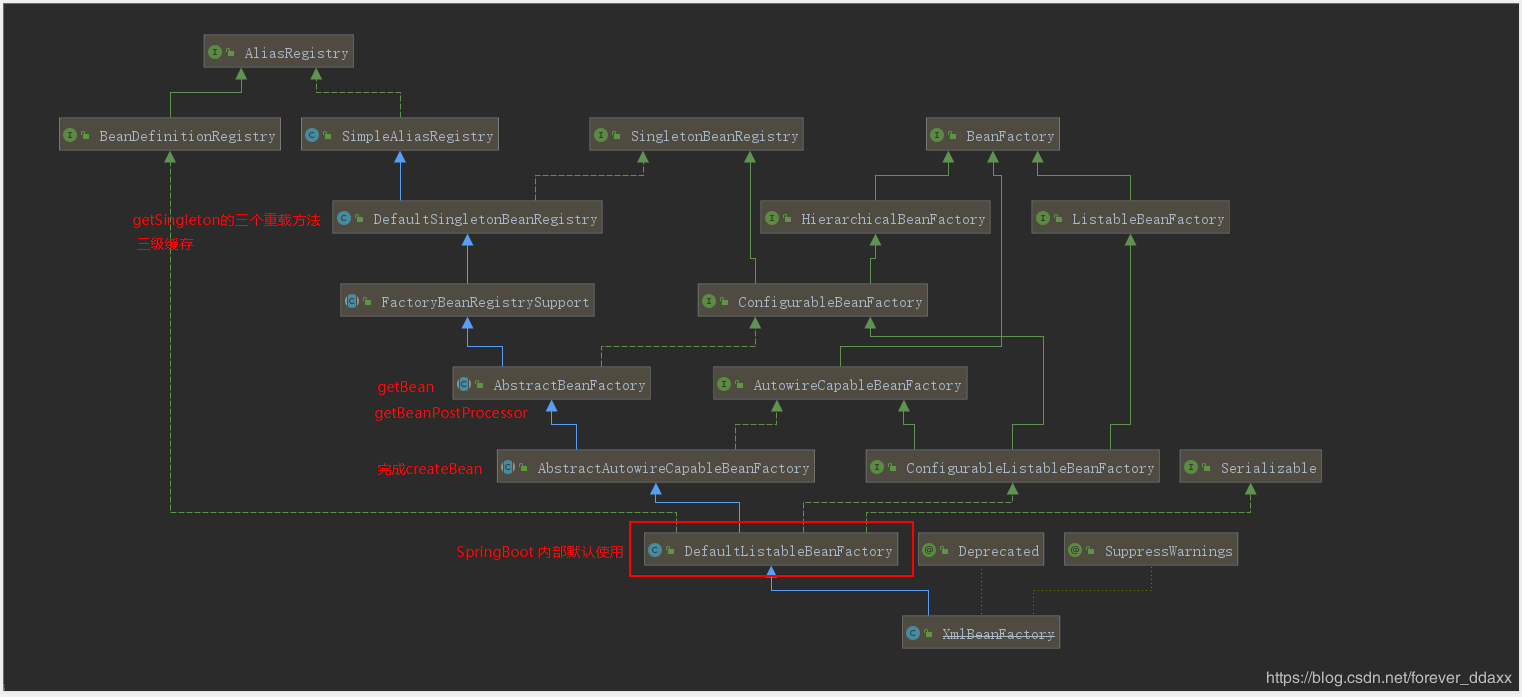 AliasRegistry
BeanDefinitionRegistry
SimpleAliasRegistry
SingletonBeanRegistry
BeanFactory
getSingleton的三个重载方法
三级缓存
DefaultSingletonBeanRegistry
HierarchicalBeanFactory
ListableBeanFactory
FactoryBeanRegistrySupport
ConfigurableBeanFactory
getBean
getBeanPostProcessor
AbstractBeanFactory
AutowireCapableBeanFactory
完成createBean
AbstractAutowireCapableBeanFactory
ConfigurableListableBeanFactory
Serializable
SpringBoot 内部默认使用
DefaultListableBeanFactory
Deprecated
SuppressWarnings
XmlBeanFactory
https://blog.csdn.net/forever_ddaxx